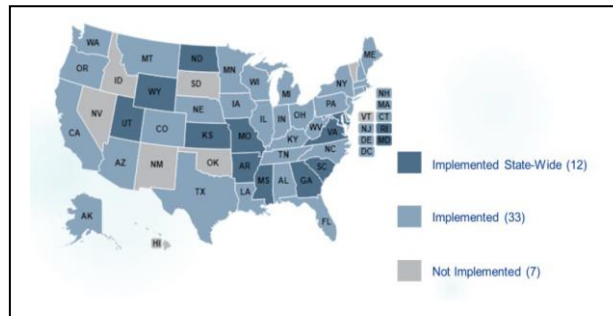 WA
MT
ND
MN
ME
OR
ID
WY
SD
WI
MI
NY
NV
UT
NE
IA
IL
IN
OH
PA
NH
MA
VT
CT
NJ
RI
DE
MD
DC
CA
CO
KS
MO
KY
WV
VA
AZ
NM
OK
AR
TN
NC
SC
TX
LA
MS
AL
GA
FL
AK
HI
Implemented State-Wide (12)
Implemented (33)
Not Implemented (7)